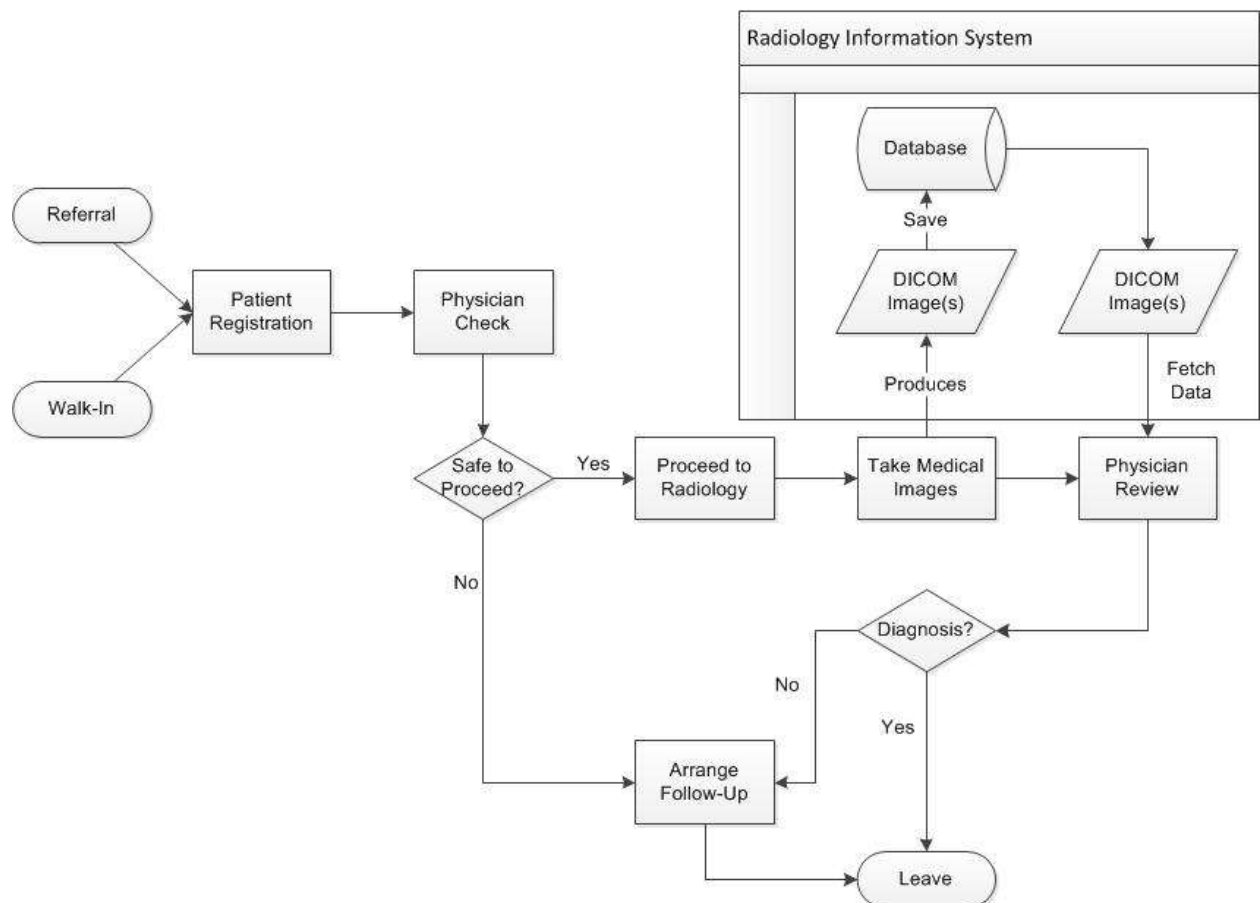 Radiology Information System
Database
Referral
Save
DICOM
Image(s)
DICOM
Image(s)
Patient
Registration
Physician
Check
Produces
Fetch
Data
Walk-In
Safe to
Proceed?
Yes
Proceed to
Radiology
Take Medical
Images
Physician
Review
No
Diagnosis?
No
Yes
Arrange
Follow-Up
Leave